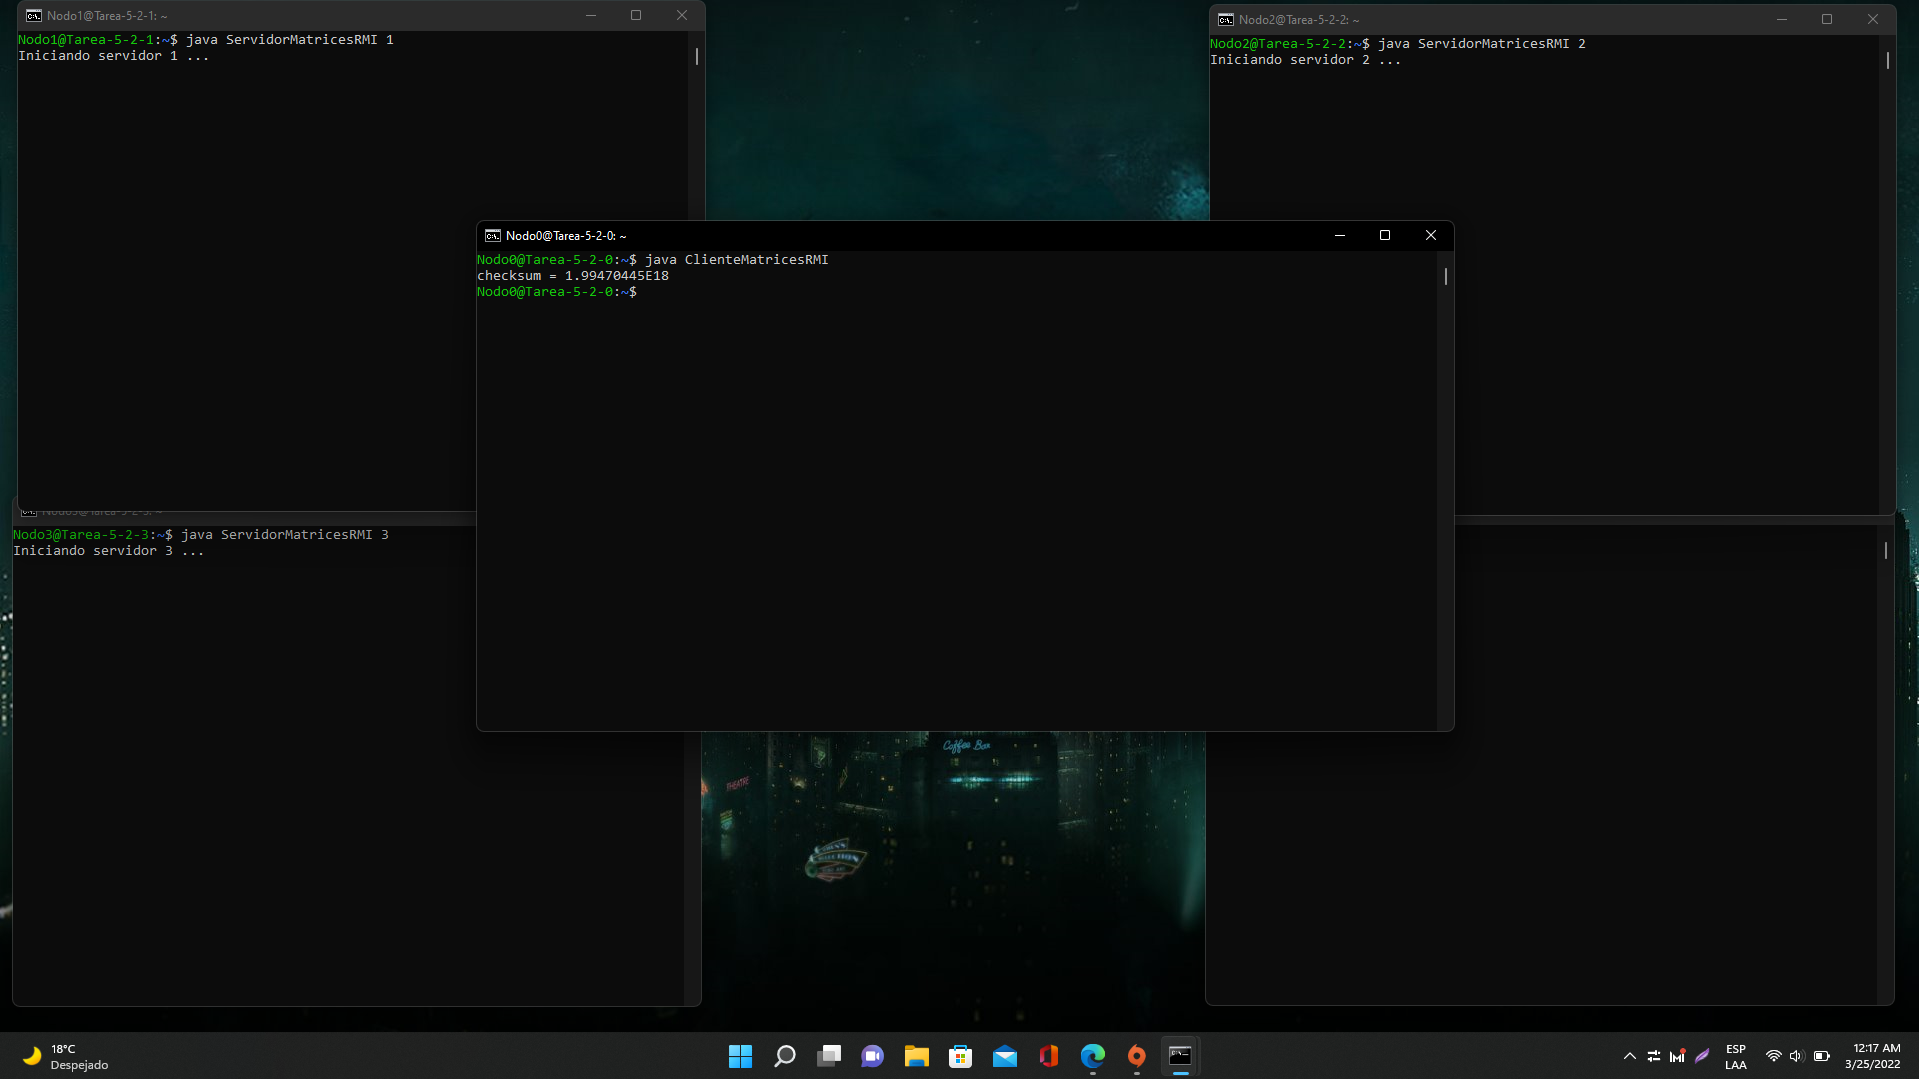 Nodo1@Tarea-5-2-1: ~
Nodo1@Tarea-5-2-1:~$ java ServidorMatricesRMI 1
Iniciando servidor 1 ...
Nodo2@Tarea-5-2-2: ~
Nodo2@Tarea-5-2-2:~$ java ServidorMatricesRMI 2
Iniciando servidor 2 ...
Nodo0@Tarea-5-2-0: ~
Nodo0@Tarea-5-2-0:~$ java ClienteMatricesRMI
checksum = 1.99470445E18
Nodo0@Tarea-5-2-0:~$
Nodo3@Tarea-5-2-3: ~
Nodo3@Tarea-5-2-3:~$ java ServidorMatricesRMI 3
Iniciando servidor 3 ...
Coffee Bar
THEATRE
18°C
Despejado
ESP
LAA
12:17 AM
3/25/2022